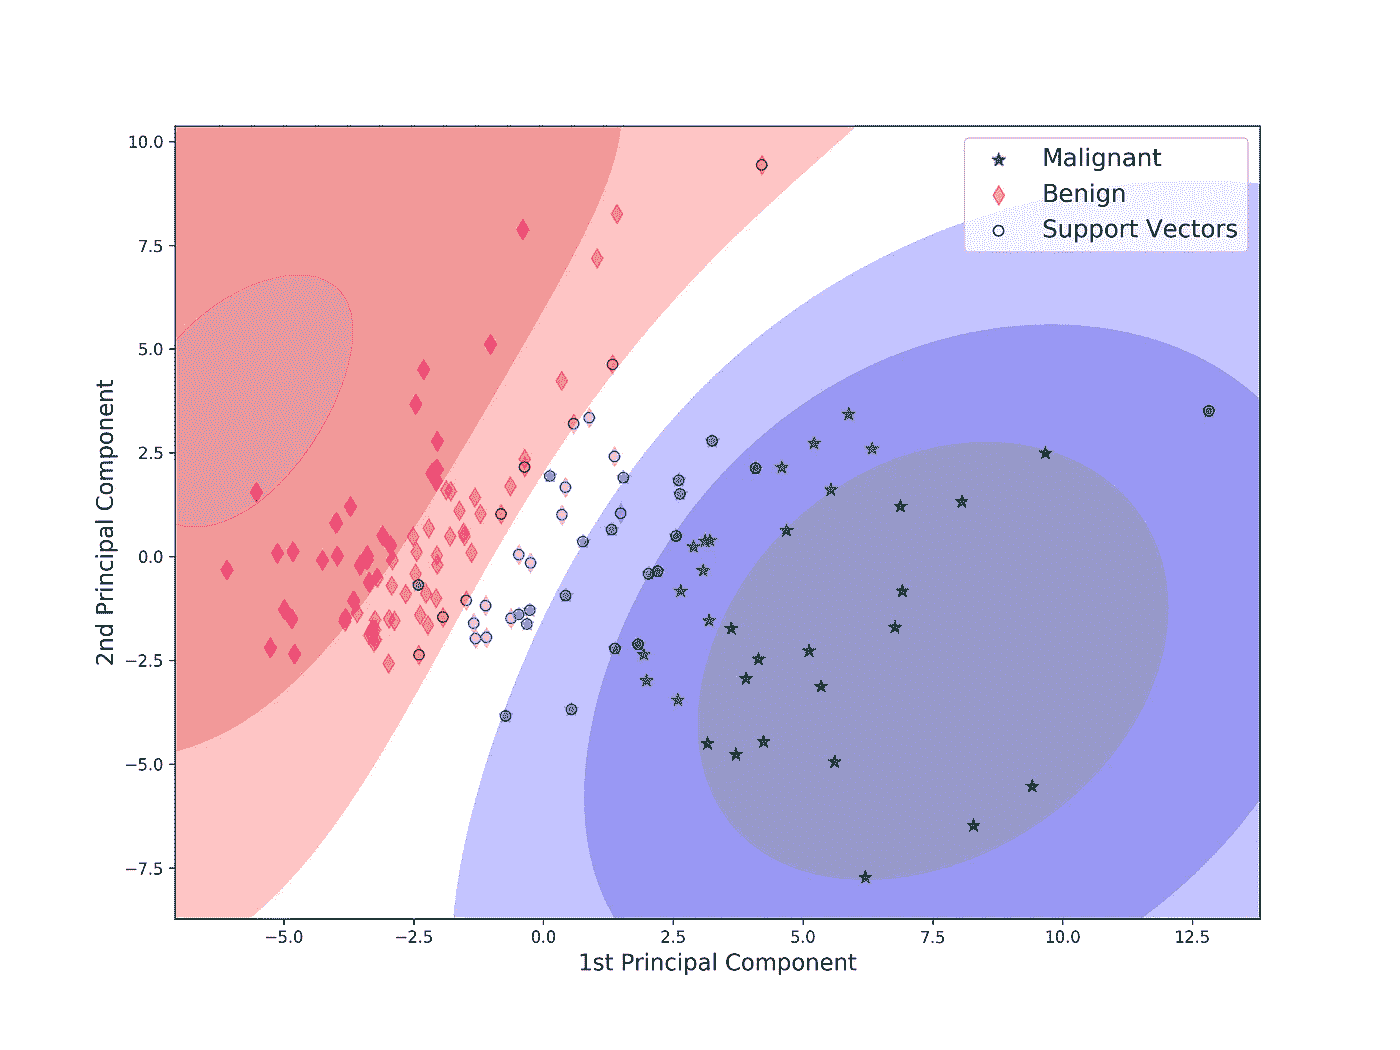 Malignant
Benign
Support Vectors
10.0
7.5
5.0
2.5
0.0
−2.5
−5.0
−7.5
2nd Principal Component
−5.0 −2.5 0.0 2.5 5.0 7.5 10.0 12.5
1st Principal Component